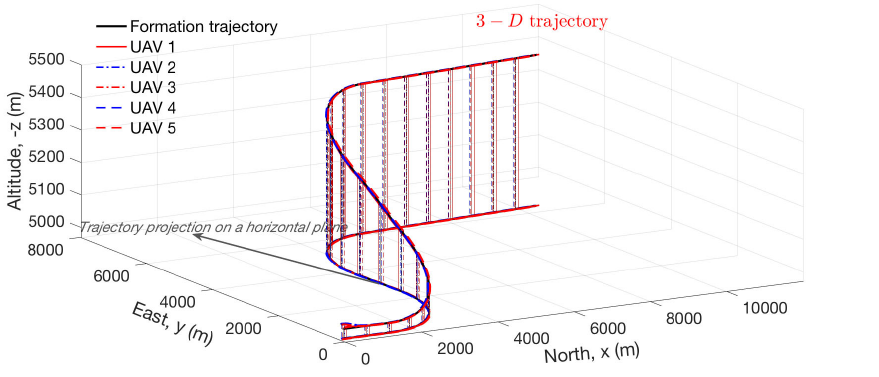 3 − D trajectory
Formation trajectory
UAV 1
UAV 2
UAV 3
UAV 4
UAV 5
5500
5400
5300
5200
5100
5000
Altitude, -z (m)
Trajectory projection on a horizontal plane
8000
6000
4000
2000
0
East, y (m)
0
2000
4000
6000
8000
10000
North, x (m)